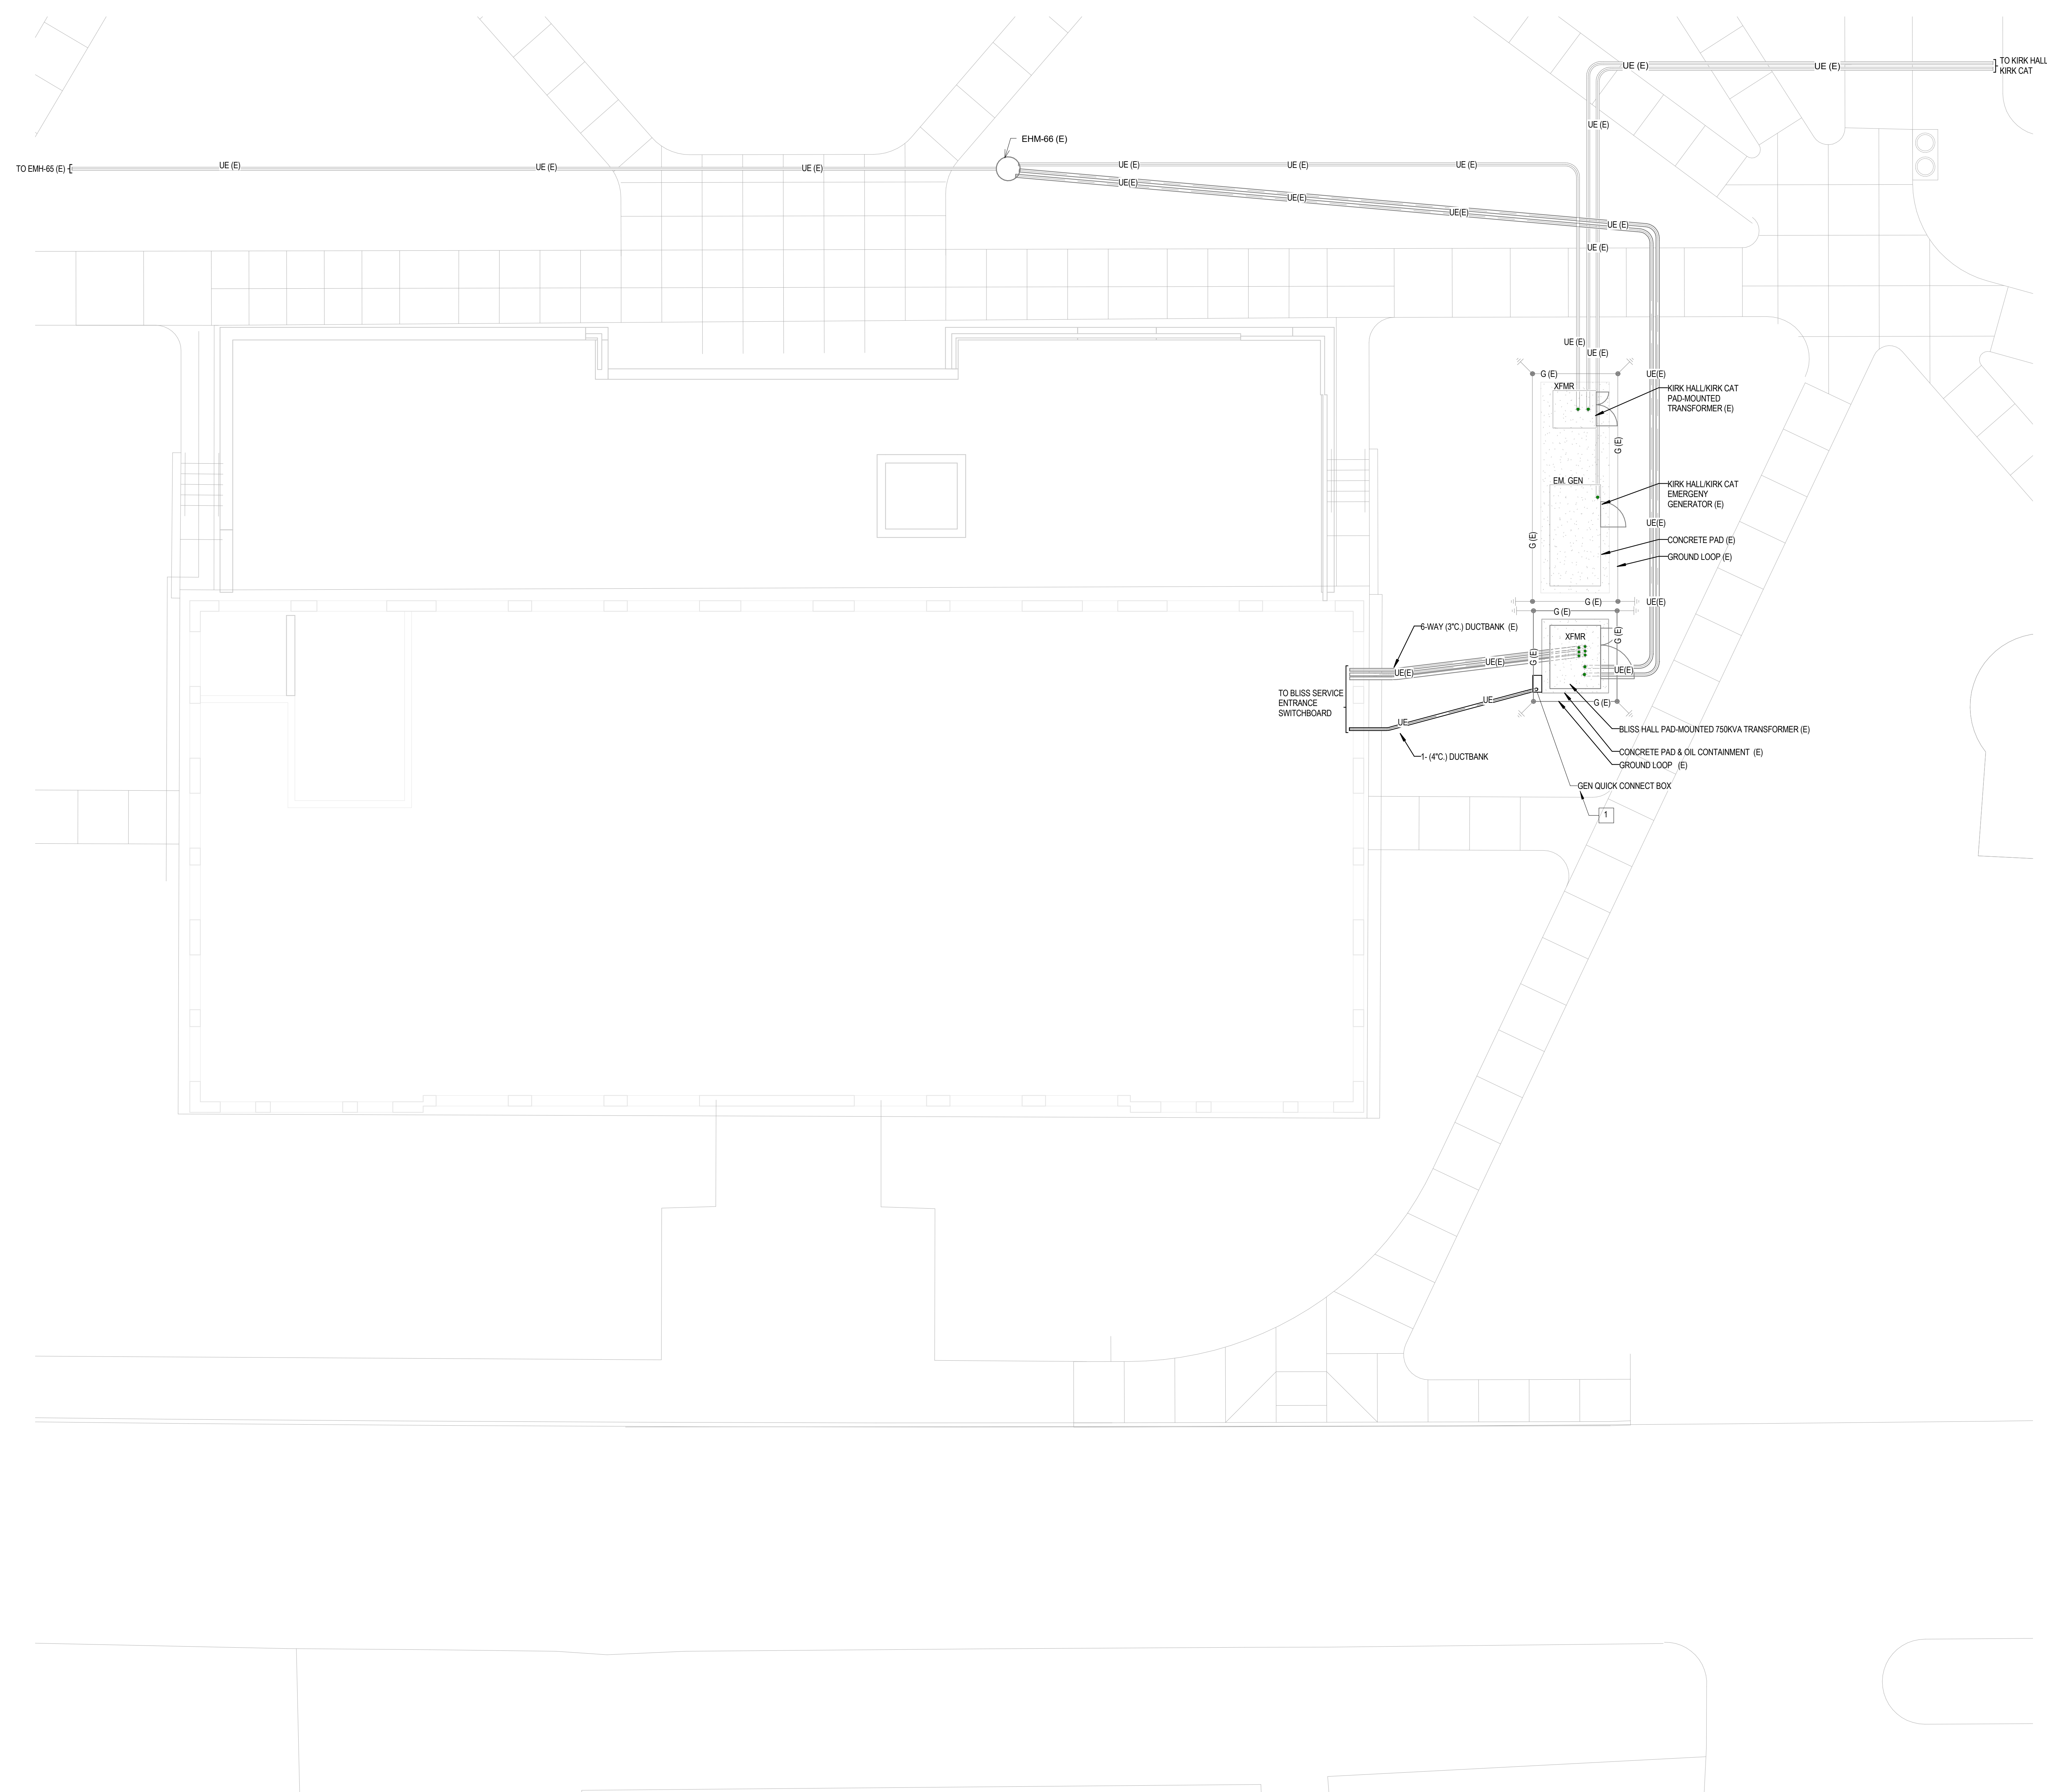 UE (E)
UE (E)
TO KIRK HALL
KIRK CAT
UE (E)
EHM-66 (E)
TO EMH-65 (E)
UE (E)
UE (E)
UE (E)
UE (E)
UE (E)
UE (E)
UE(E)
UE(E)
UE(E)
UE (E)
UE (E)
UE (E)
UE (E)
G (E)
UE(E)
XFMR
KIRK HALL/KIRK CAT
PAD-MOUNTED
TRANSFORMER (E)
G (E)
EM. GEN
KIRK HALL/KIRK CAT
EMERGENY
GENERATOR (E)
UE(E)
G (E)
CONCRETE PAD (E)
GROUND LOOP (E)
G (E)
UE(E)
G (E)
6-WAY (3"C.) DUCTBANK (E)
XFMR
G (E)
G (E)
UE(E)
UE(E)
UE(E)
TO BLISS SERVICE
ENTRANCE
SWITCHBOARD
UE
G (E)
UE
BLISS HALL PAD-MOUNTED 750KVA TRANSFORMER (E)
1- (4"C.) DUCTBANK
CONCRETE PAD & OIL CONTAINMENT (E)
GROUND LOOP (E)
GEN QUICK CONNECT BOX
1